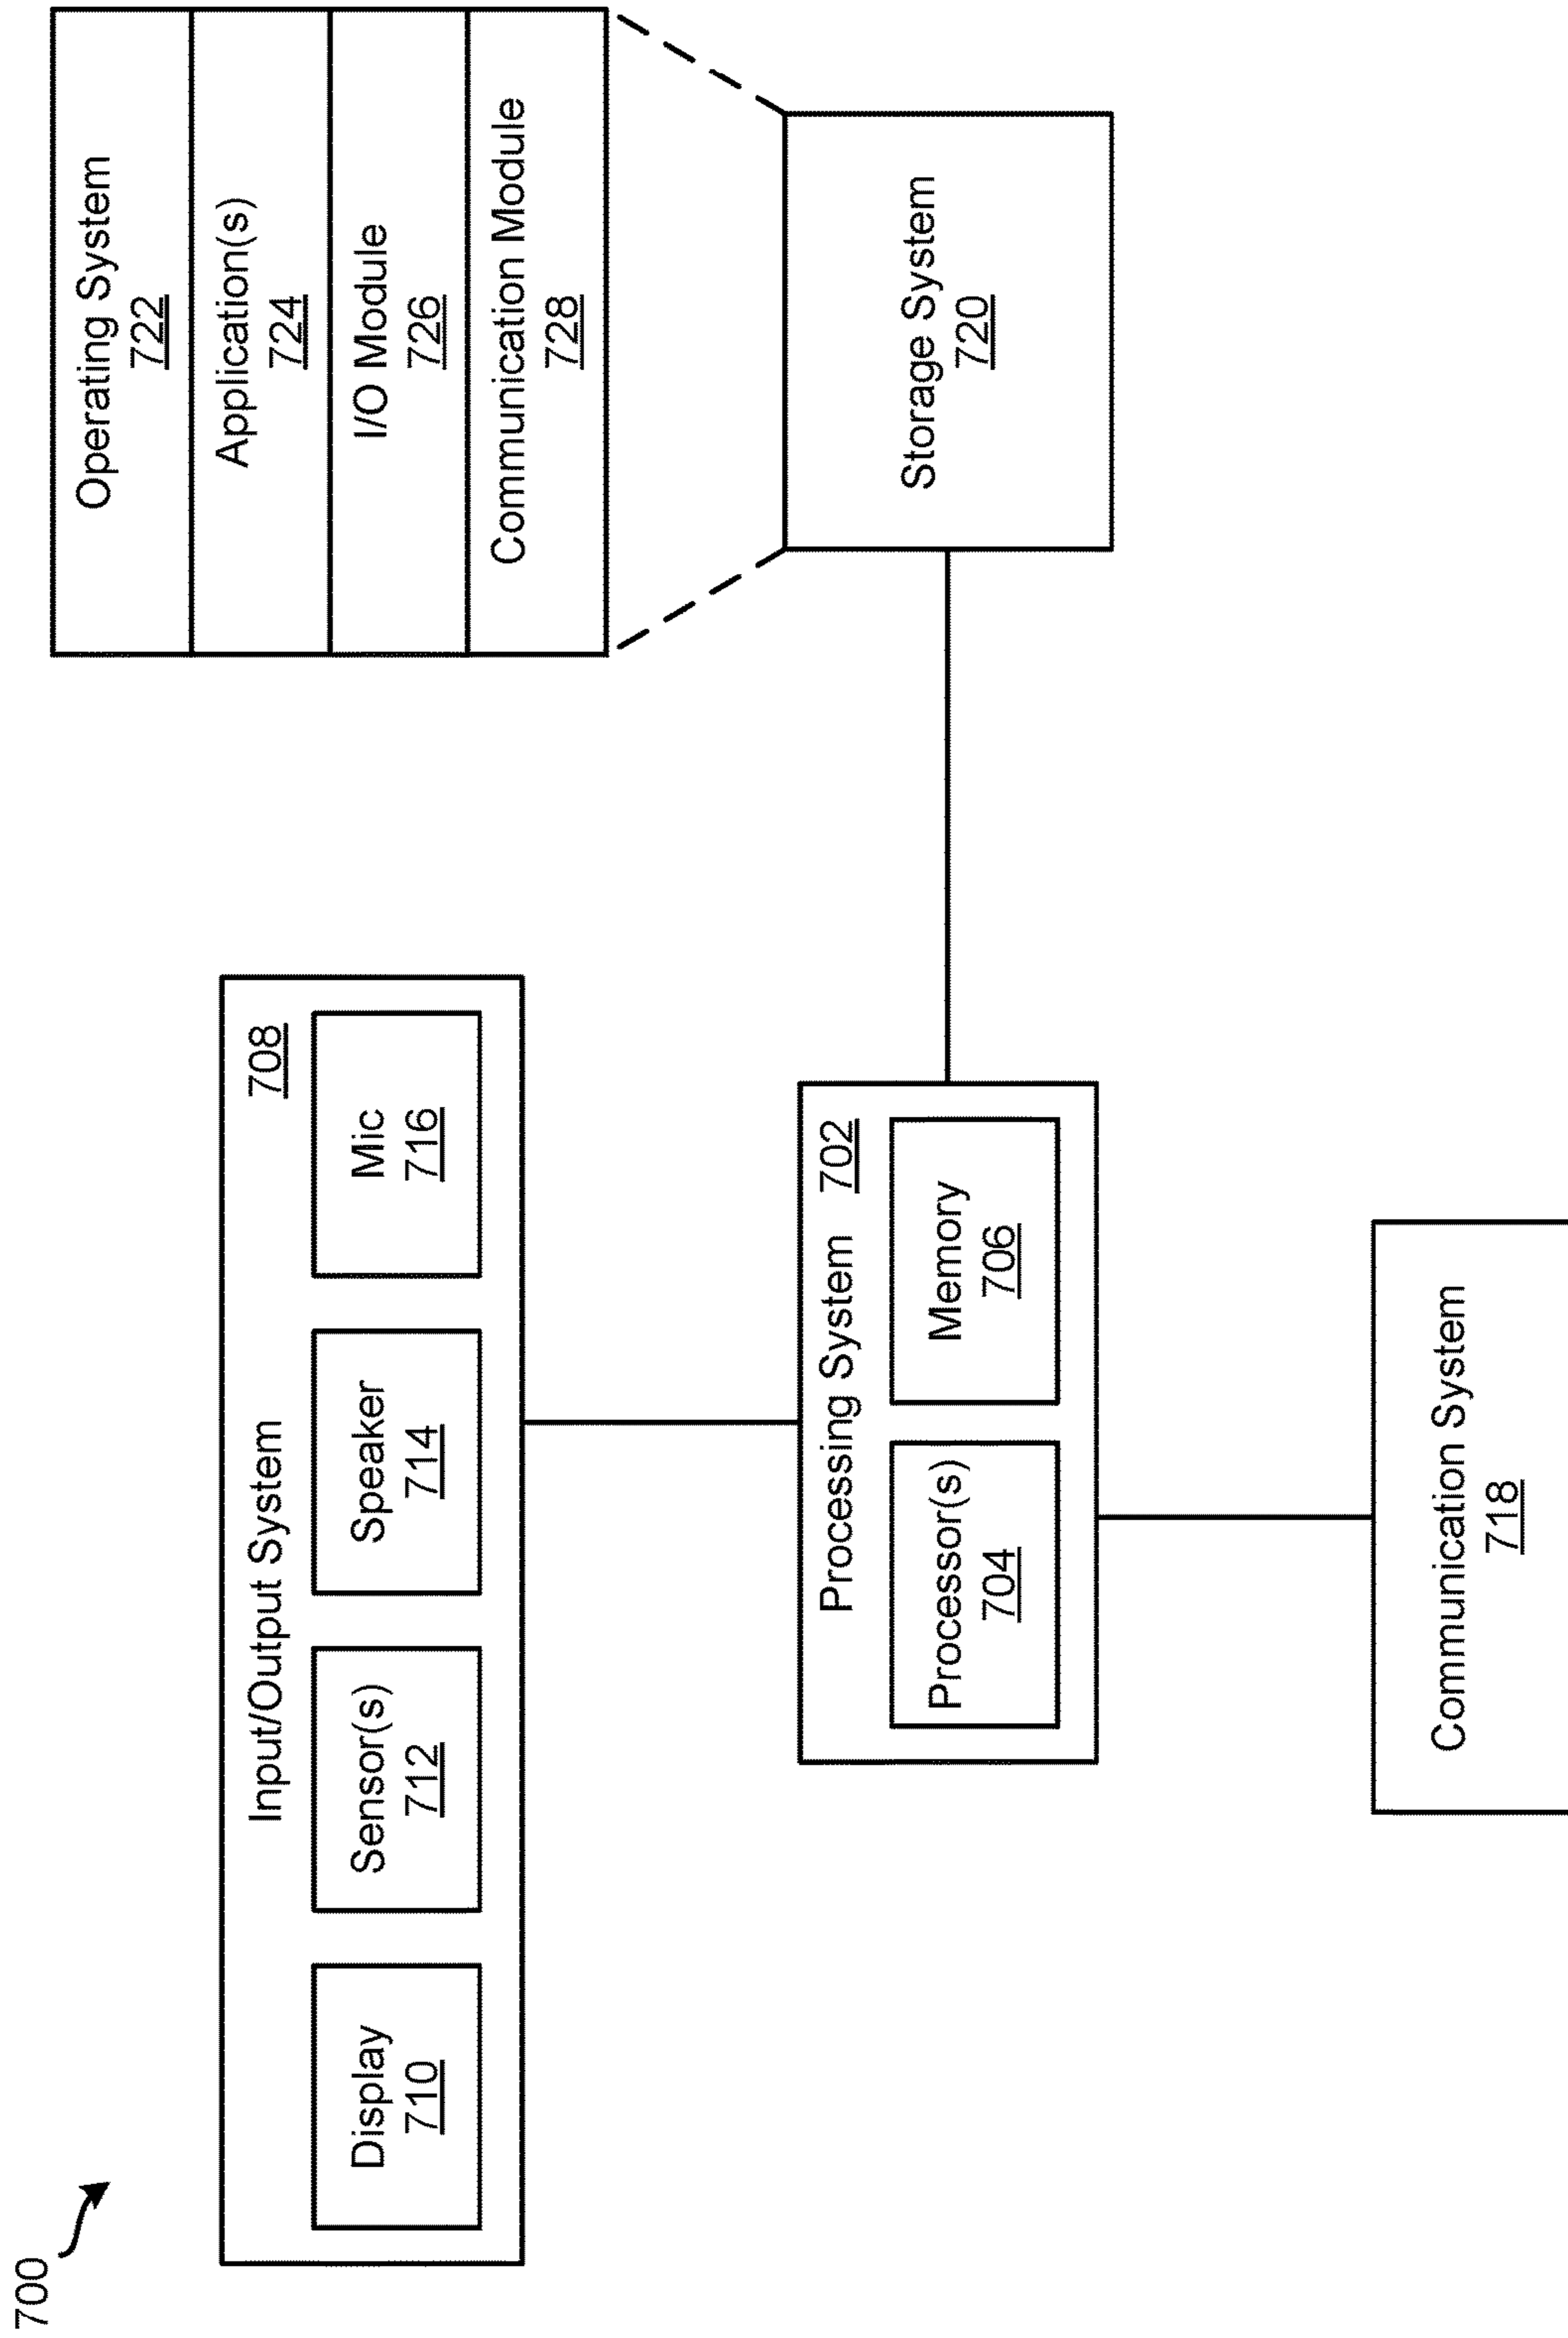 700
Input/Output System
708
Display
710
Sensor(s)
712
Speaker
714
Mic
716
Processing System
702
Processor(s)
704
Memory
706
Communication System
718
Operating System
722
Application(s)
724
I/O Module
726
Communication Module
728
Storage System
720